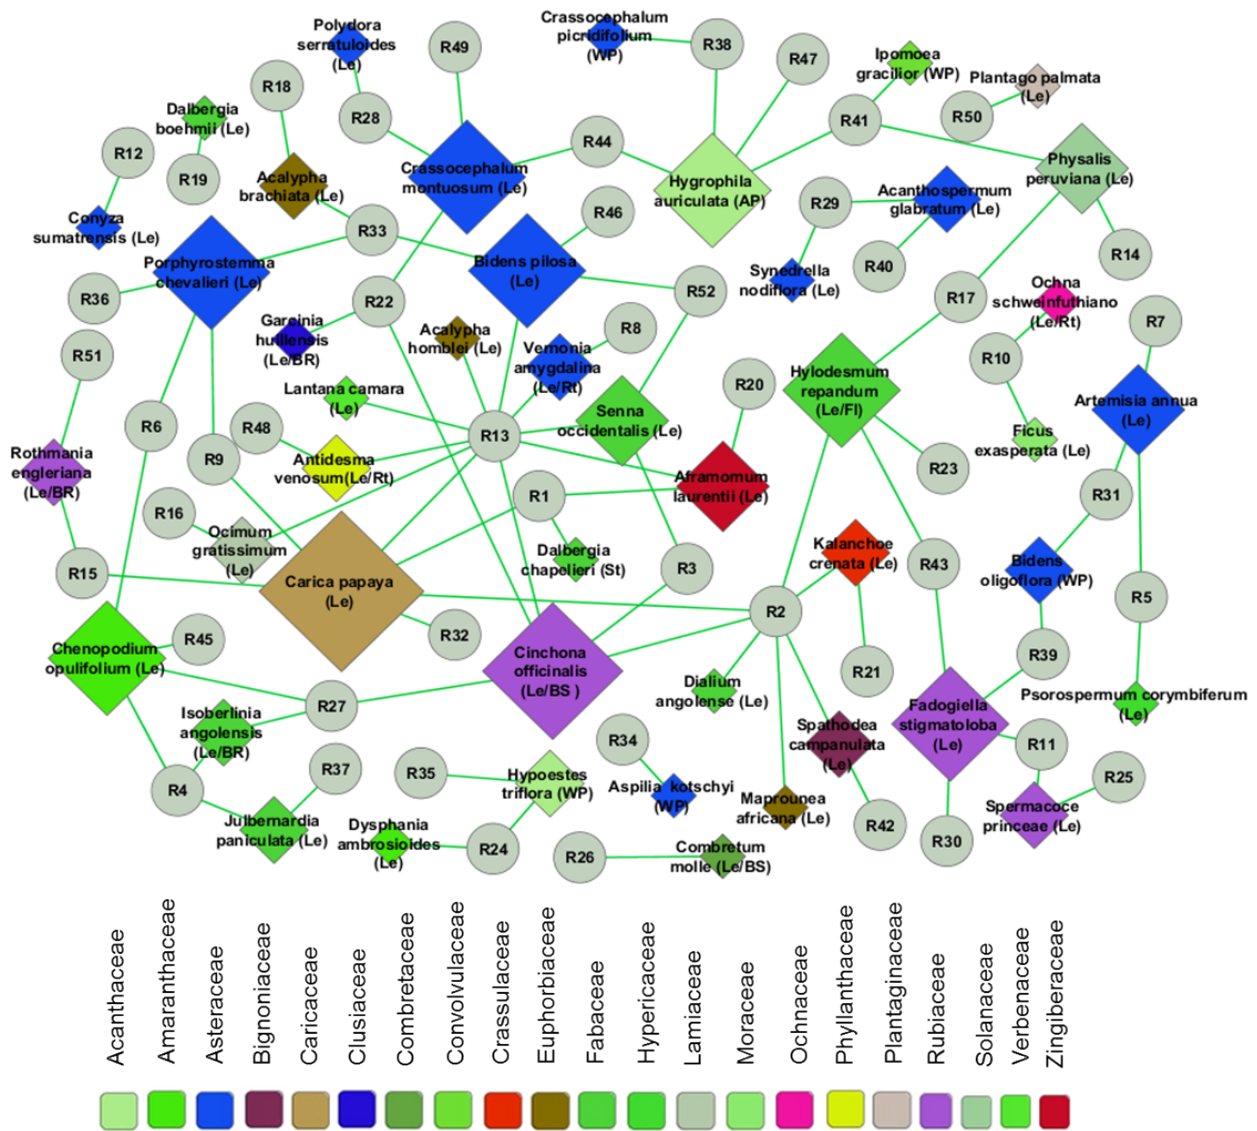 Polydora
serratuloides
(Le)
R49
Crassocephalum
picridifolium
(WP)
R38
R47
Ipomoea
gracilior (WP)
Plantago palmata
(Le)
R18
Dalbergia
boehmii (Le)
R28
R50
R41
R12
R19
R44
Acalypha
brachiata (Le)
Crassocephalum
montuosum (Le)
Hygrophila
auriculata (AP)
Physalis
peruviana (Le)
R29
Acanthospermum
glabratum (Le)
Conyza
sumatrensis (Le)
R33
R46
R14
Porphyrostemma
chevalieri (Le)
Bidens pilosa
(Le)
R40
Synedrella
nodiflora (Le)
R36
R22
R52
R17
Ochna
schweinfuthiano
(Le/Rt)
R7
Garcinia
huillensis
(Le/BR)
Acalypha
homblei (Le)
R8
Vernonia
amygdalina
(Le/Rt)
R51
R10
Lantana camara
(Le)
R20
Hylodesmum
repandum
(Le/Fl)
Artemisia annua
(Le)
R6
R48
R13
Senna
occidentalis (Le)
Ficus
exasperata (Le)
Rothmania
engleriana
(Le/BR)
R9
Antidesma
venosum(Le/Rt)
Aframomum
laurentii (Le)
R23
R1
R31
R16
Ocimum
gratissimum
(Le)
Dalbergia
chapelieri (St)
Kalanchoe
crenata (Le)
R43
Bidens
oligoflora (WP)
R15
Carica papaya
(Le)
R3
R5
R2
R45
R32
Chenopodium
opulifolium (Le)
Cinchona
officinalis
(Le/BS )
R21
R39
Dialium
angolense (Le)
Psorospermum corymbiferum
(Le)
R27
Isoberlinia
angolensis
(Le/BR)
Fadogiella
stigmatoloba
(Le)
Spathodea
campanulata
(Le)
R34
R11
R37
R35
Hypoestes
triflora (WP)
Aspilia kotschyi
(WP)
R25
R4
Maprounea
africana (Le)
Spermacoce
princeae (Le)
Julbernardia
paniculata (Le)
Dysphania
ambrosioides
(Le)
R24
R26
Combretum
molle (Le/BS)
R42
R30
Acanthaceae
Amaranthaceae
Asteraceae
Bignoniaceae
Caricaceae
Clusiaceae
Combretaceae
Convolvulaceae
Crassulaceae
Euphorbiaceae
Fabaceae
Hypericaceae
Lamiaceae
Moraceae
Ochnaceae
Phyllanthaceae
Plantaginaceae
Rubiaceae
Solanaceae
Verbenaceae
Zingiberaceae